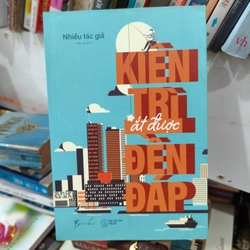 Nhiều tác giả
KIÊN
TRÌ
ắt được
ĐỀN
ĐÁP